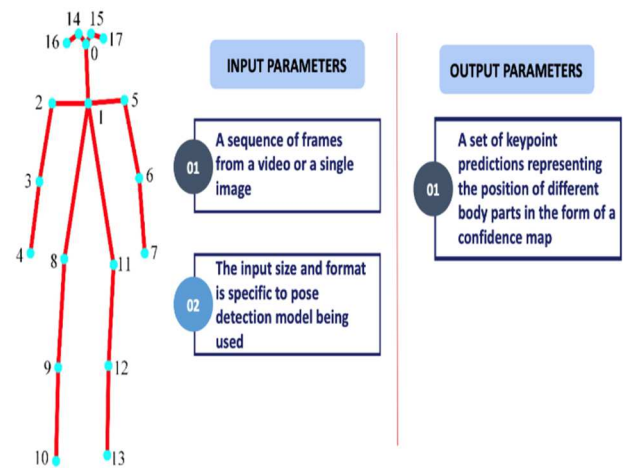 14 15
16 17
0
2 1 5
3 6
4 8 11 7
9 12
10 13
INPUT PARAMETERS
01
A sequence of frames
from a video or a single
image
02
The input size and format
is specific to pose
detection model being
used
OUTPUT PARAMETERS
01
A set of keypoint
predictions representing
the position of different
body parts in the form of a
confidence map